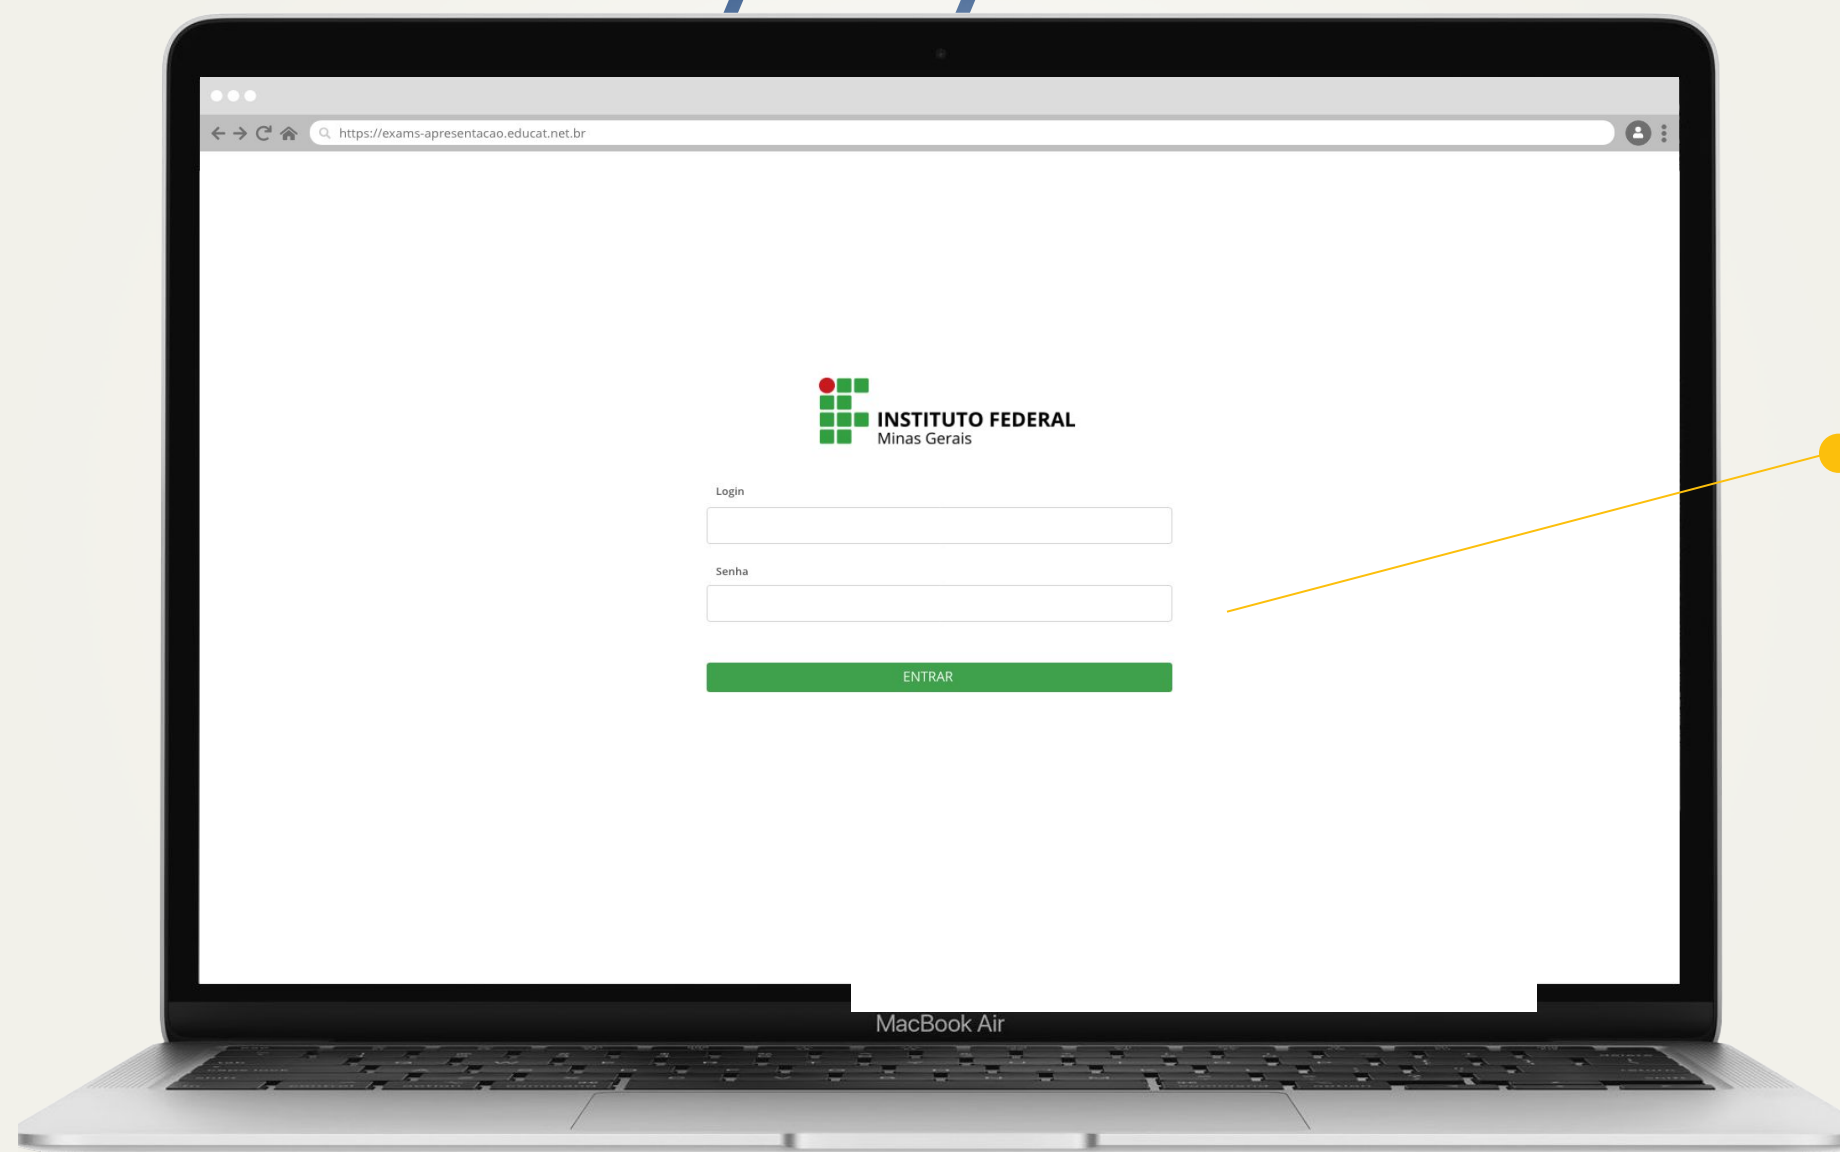 https://exams-apresentacao.educat.net.br
INSTITUTO FEDERAL
Minas Gerais
Login
Senha
ENTRAR
MacBook Air